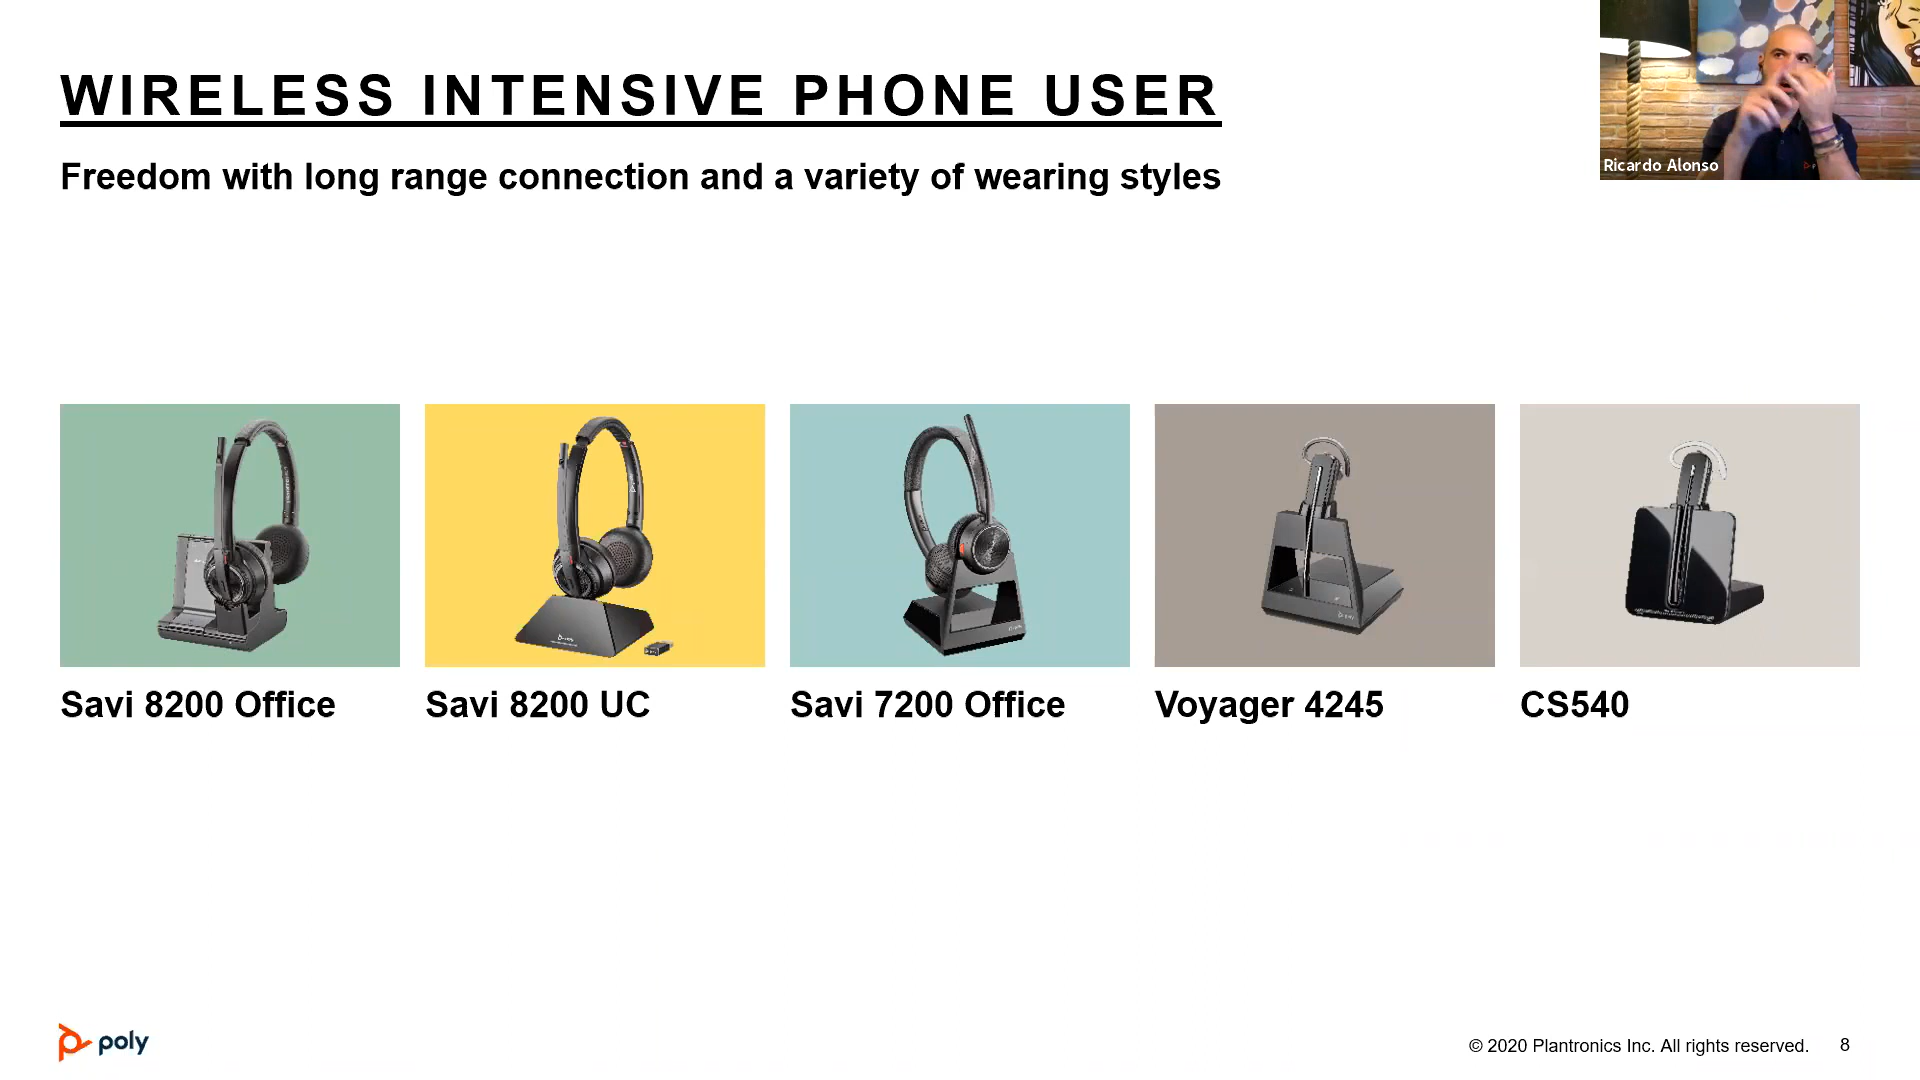 WIRELESS INTENSIVE PHONE USER
Freedom with long range connection and a variety of wearing styles
Ricardo Alonso
Savi 8200 Office
Savi 8200 UC
Savi 7200 Office
Voyager 4245
CS540
poly
© 2020 Plantronics Inc. All rights reserved.
8